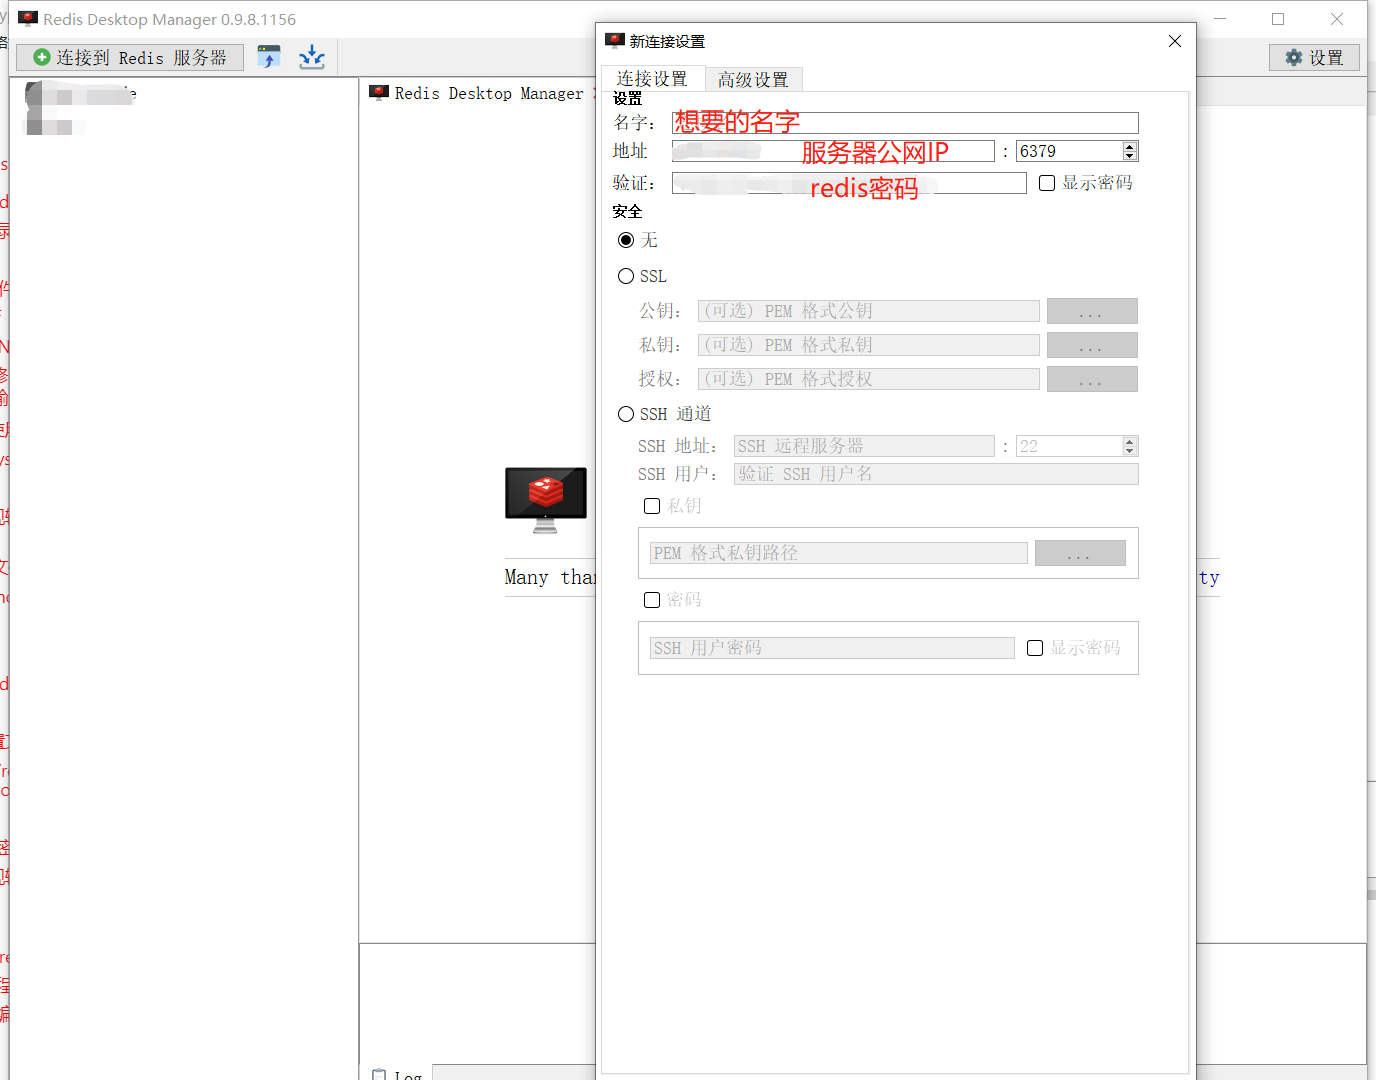 Redis Desktop Manager 0.9.8.1156
连接到 Redis 服务器
设置
Redis Desktop Manager
Many than
ty
Log
新连接设置
连接设置
高级设置
设置
名字：
想要的名字
地址
服务器公网IP
:
6379
验证：
redis密码
显示密码
安全
无
SSL
公钥：
(可选) PEM 格式公钥
...
私钥：
(可选) PEM 格式私钥
...
授权：
(可选) PEM 格式授权
...
SSH 通道
SSH 地址：
SSH 远程服务器
:
22
SSH 用户：
验证 SSH 用户名
私钥
PEM 格式私钥路径
...
密码
SSH 用户密码
显示密码